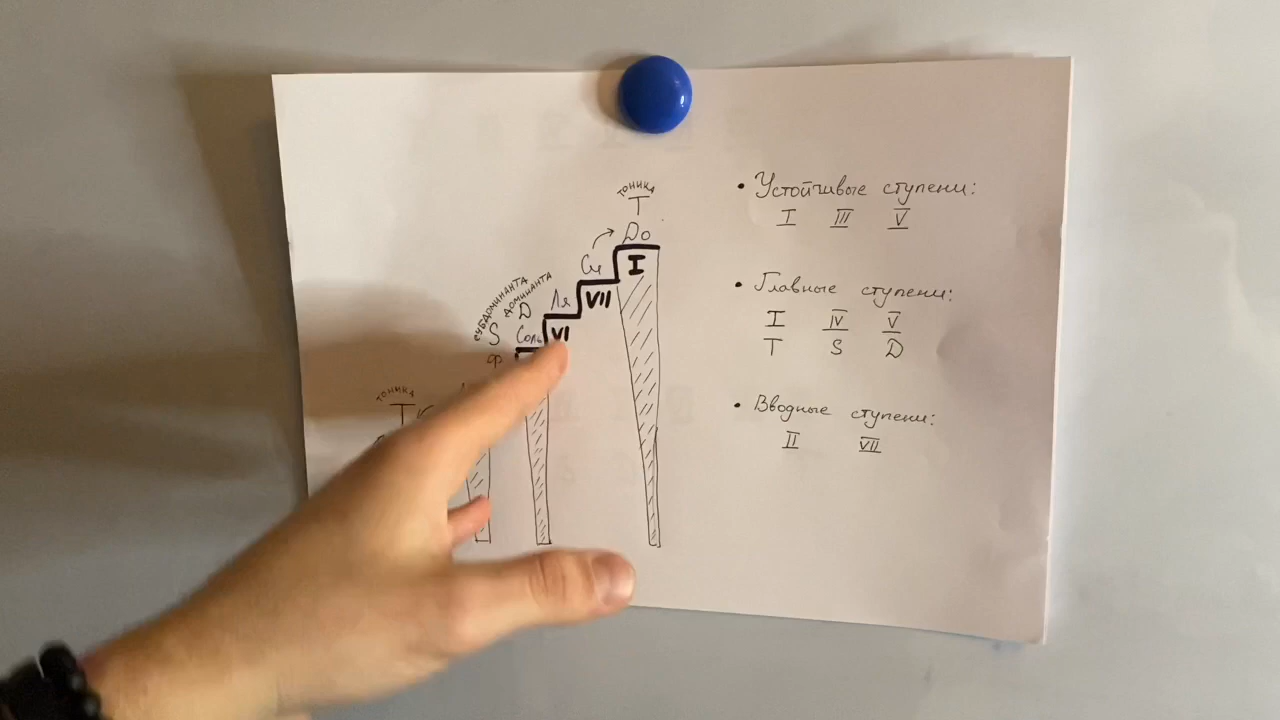 тоника
T
До
Си
I
VII
Ля
VI
субдоминанта
доминанта
D
S
Соль
Ф
тоника
T
• Устойчивые ступени:
I III V
• Главные ступени:
I IV V
T S D
• Вводные ступени:
II VII